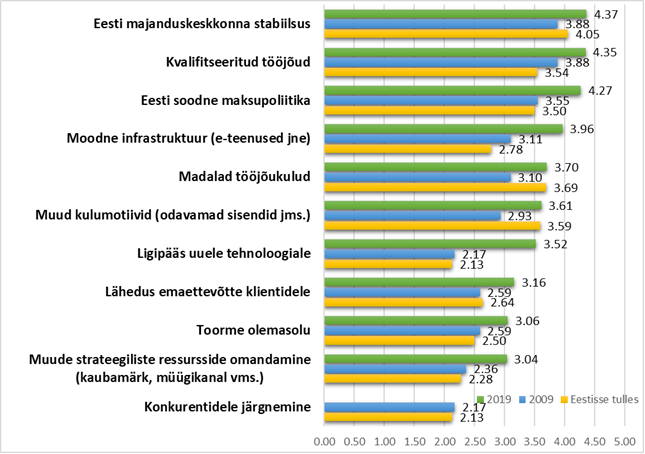 Eesti majanduskeskkonna stabiilsus
4.37
3.88
4.05
Kvalifitseeritud tööjõud
4.35
3.88
3.54
Eesti soodne maksupoliitika
4.27
3.55
3.50
Moodne infrastruktuur (e-teenused jne)
3.96
3.11
2.78
Madalad tööjõukulud
3.70
3.10
3.69
Muud kulumotiivid (odavamad sisendid jms.)
3.61
2.93
3.59
Ligipääs uuele tehnoloogiale
3.52
2.17
2.13
Lähedus emaettevõtte klientidele
3.16
2.59
2.64
Toorme olemasolu
3.06
2.59
2.50
Muude strateegiliste ressursside omandamine
(kaubamärk, müügikanal vms.)
3.04
2.36
2.28
Konkurentidele järgnemine
2.17
2.13
2019 2009 Eestisse tulles
0.00 0.50 1.00 1.50 2.00 2.50 3.00 3.50 4.00 4.50 5.00